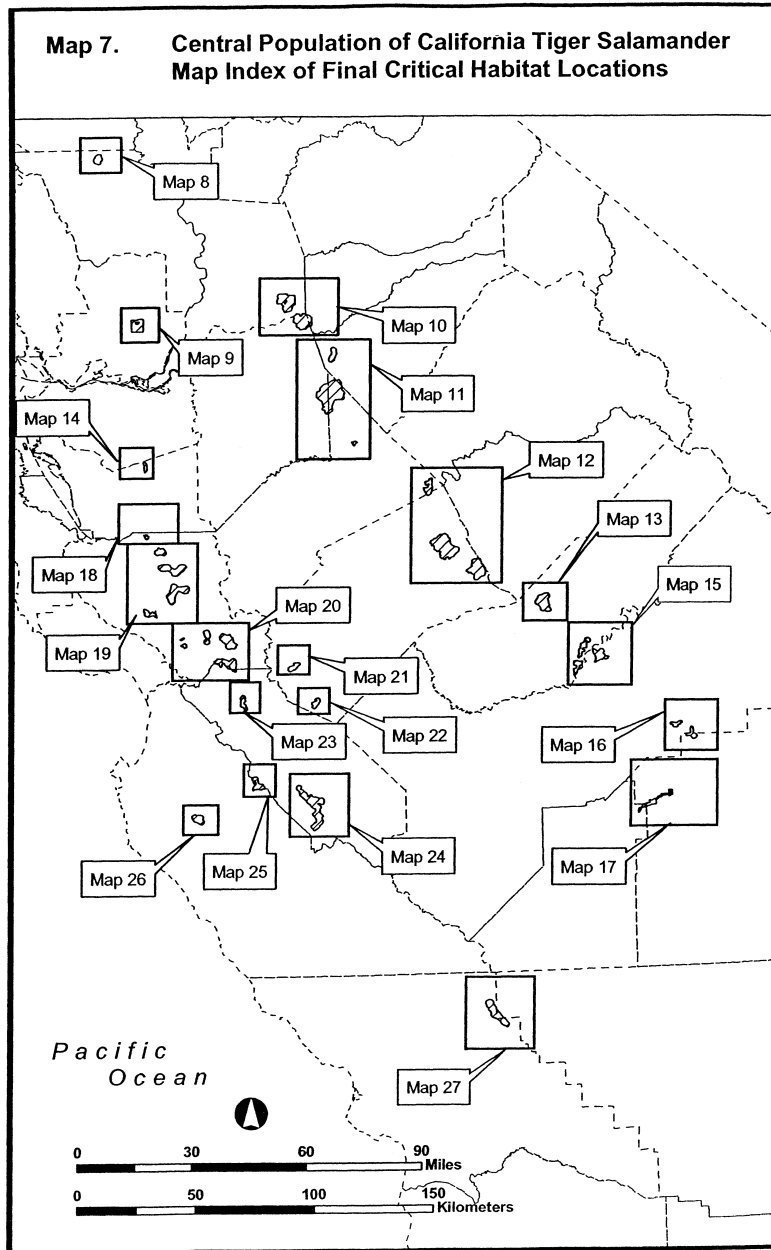 Map 7. Central Population of California Tiger Salamander
Map Index of Final Critical Habitat Locations
Map 8
Map 10
Map 9
Map 11
Map 14
Map 12
Map 13
Map 18
Map 15
Map 20
Map 19
Map 21
Map 16
Map 23
Map 22
Map 24
Map 25
Map 17
Map 26
Pacific
Ocean
Map 27
0 30 60 90
Miles
0 50 100 150
Kilometers